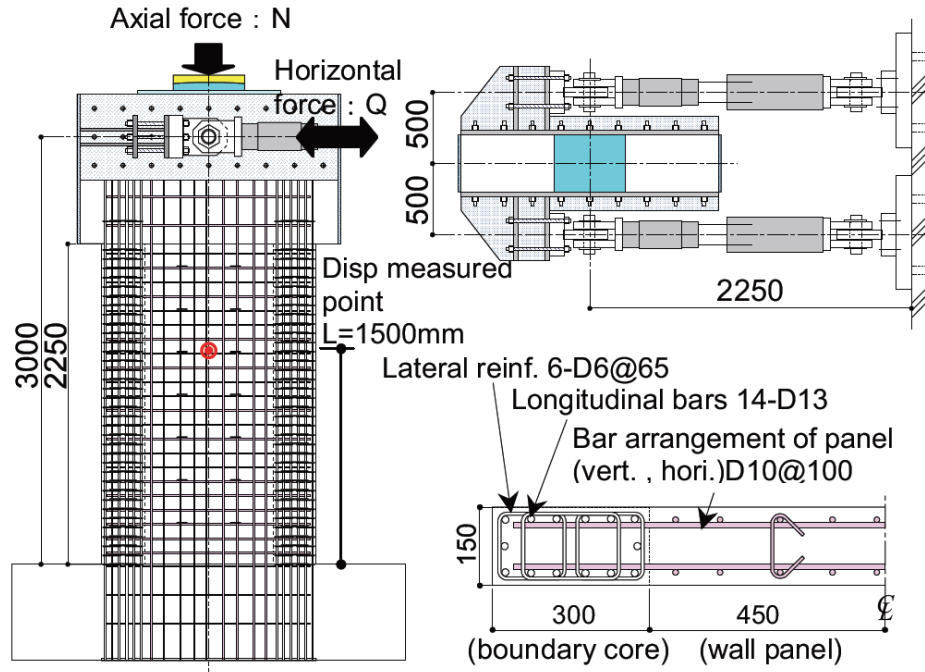 Axial force : N
Horizontal
force : Q
500
500
2250
3000
2250
Disp measured
point
L=1500mm
Lateral reinf. 6-D6@65
Longitudinal bars 14-D13
Bar arrangement of panel
(vert. , hori.)D10@100
150
300
450
℄
(boundary core)
(wall panel)